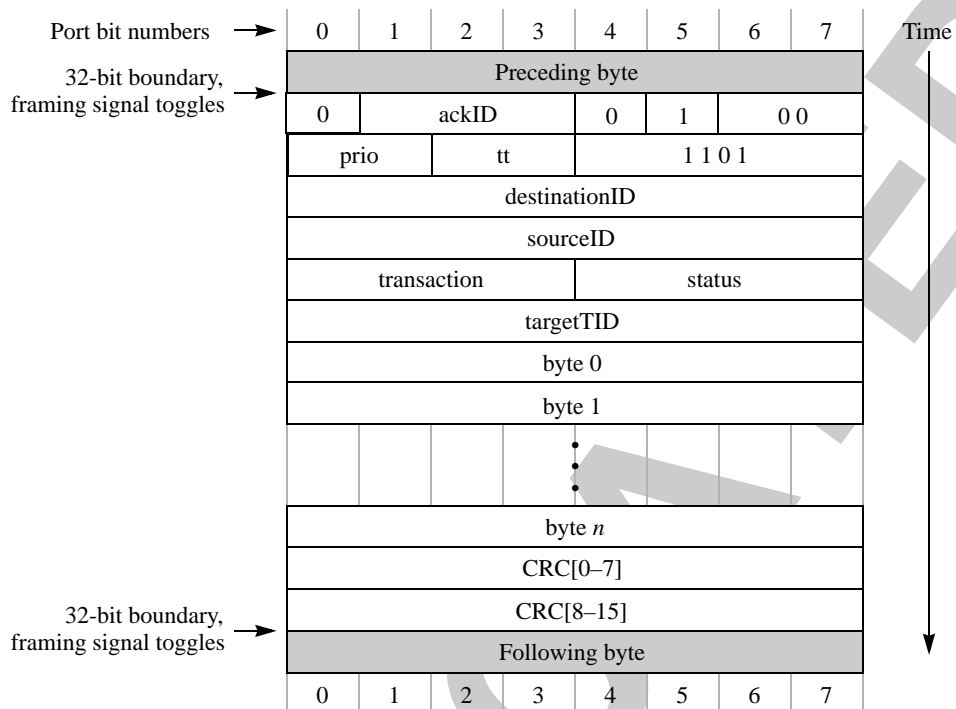 Port bit numbers 0 1 2 3 4 5 6 7 Time
Preceding byte
32-bit boundary,
framing signal toggles
0 ackID 0 1 0 0
prio tt 1 1 0 1
destinationID
sourceID
transaction status
targetTID
byte 0
byte 1
byte n
CRC[0–7]
CRC[8–15]
32-bit boundary,
framing signal toggles
Following byte
0 1 2 3 4 5 6 7